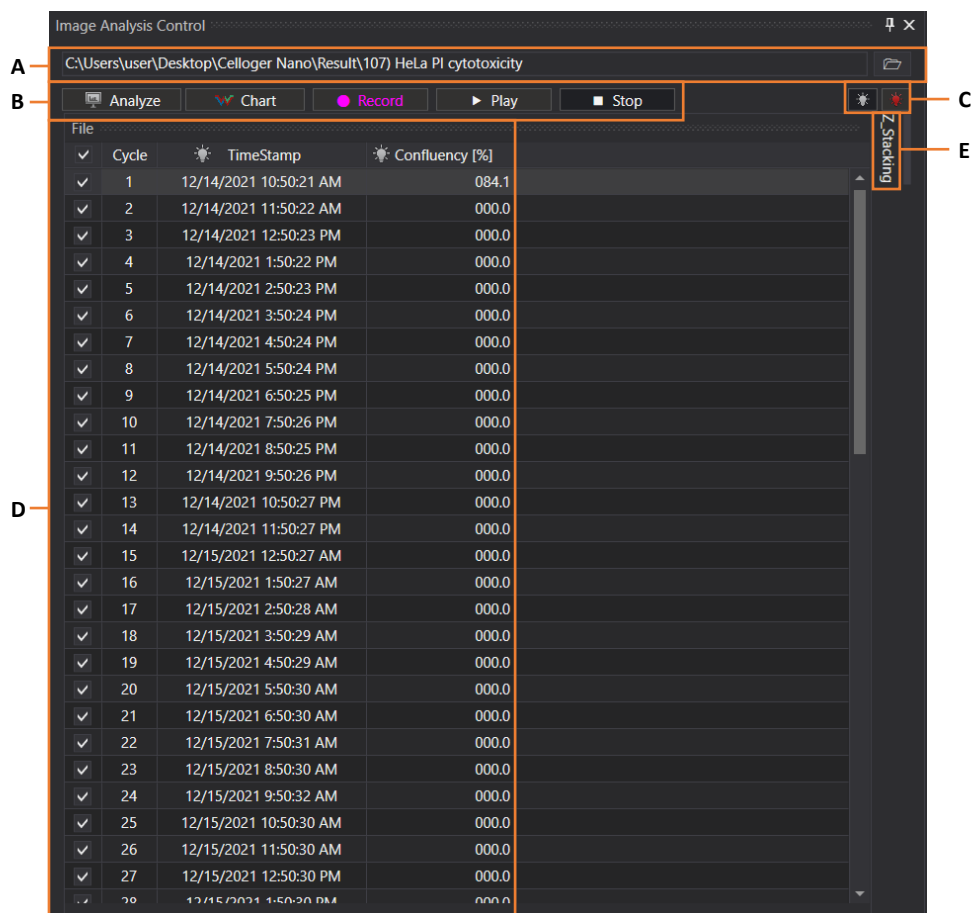 Image Analysis Control
A C:\Users\user\Desktop\Celloger Nano\Result\107) HeLa PI cytotoxicity
B Analyze Chart Record Play Stop C
File
Z_Stacking E
Cycle TimeStamp Confluency [%]
1 12/14/2021 10:50:21 AM 084.1
2 12/14/2021 11:50:22 AM 000.0
3 12/14/2021 12:50:23 PM 000.0
4 12/14/2021 1:50:22 PM 000.0
5 12/14/2021 2:50:23 PM 000.0
6 12/14/2021 3:50:24 PM 000.0
7 12/14/2021 4:50:24 PM 000.0
8 12/14/2021 5:50:24 PM 000.0
9 12/14/2021 6:50:25 PM 000.0
10 12/14/2021 7:50:26 PM 000.0
11 12/14/2021 8:50:25 PM 000.0
12 12/14/2021 9:50:26 PM 000.0
D 13 12/14/2021 10:50:27 PM 000.0
14 12/14/2021 11:50:27 PM 000.0
15 12/15/2021 12:50:27 AM 000.0
16 12/15/2021 1:50:27 AM 000.0
17 12/15/2021 2:50:28 AM 000.0
18 12/15/2021 3:50:29 AM 000.0
19 12/15/2021 4:50:29 AM 000.0
20 12/15/2021 5:50:30 AM 000.0
21 12/15/2021 6:50:30 AM 000.0
22 12/15/2021 7:50:31 AM 000.0
23 12/15/2021 8:50:30 AM 000.0
24 12/15/2021 9:50:32 AM 000.0
25 12/15/2021 10:50:30 AM 000.0
26 12/15/2021 11:50:30 AM 000.0
27 12/15/2021 12:50:30 PM 000.0
28 12/15/2021 1:50:30 PM 000.0